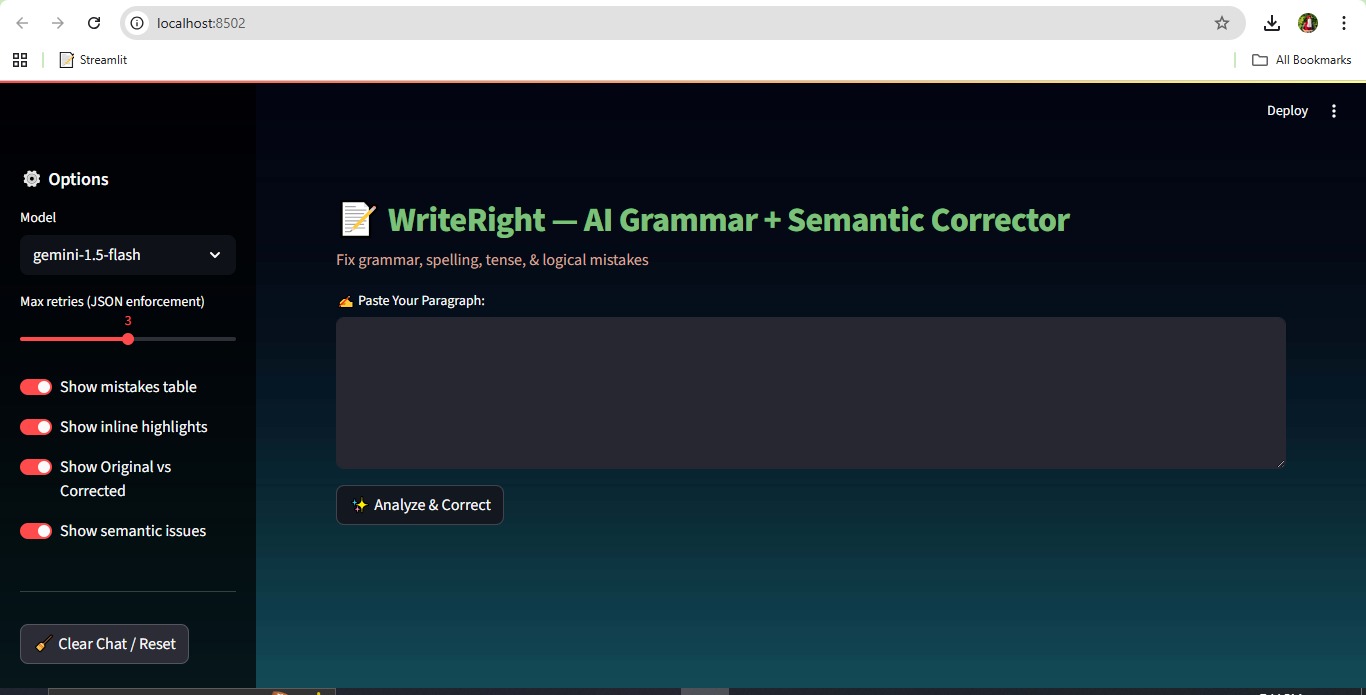 localhost:8502
Streamlit
All Bookmarks
Deploy
Options
Model
gemini-1.5-flash
Max retries (JSON enforcement)
3
Show mistakes table
Show inline highlights
Show Original vs
Corrected
Show semantic issues
Clear Chat / Reset
WriteRight — AI Grammar + Semantic Corrector
Fix grammar, spelling, tense, & logical mistakes
Paste Your Paragraph:
Analyze & Correct